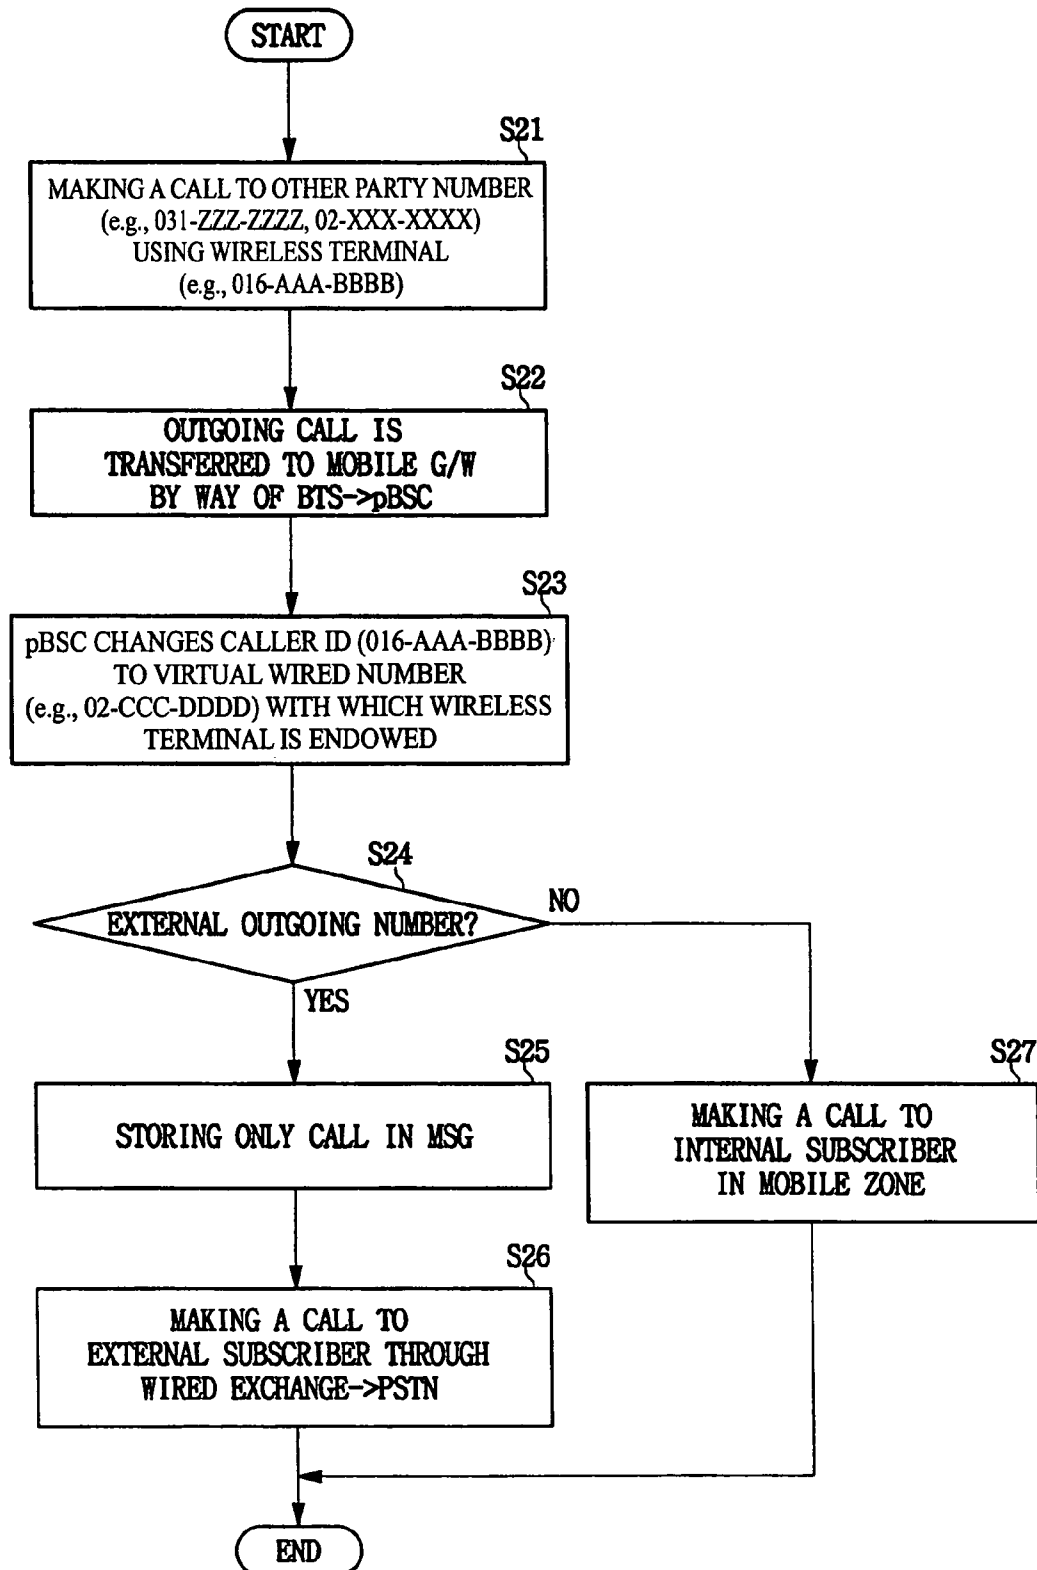 START
S21
MAKING A CALL TO OTHER PARTY NUMBER
(e.g., 031-ZZZ-ZZZZ, 02-XXX-XXXX)
USING WIRELESS TERMINAL
(e.g., 016-AAA-BBBB)
S22
OUTGOING CALL IS
TRANSFERRED TO MOBILE G/W
BY WAY OF BTS->pBSC
S23
pBSC CHANGES CALLER ID (016-AAA-BBBB)
TO VIRTUAL WIRED NUMBER
(e.g., 02-CCC-DDDD) WITH WHICH WIRELESS
TERMINAL IS ENDOWED
S24
EXTERNAL OUTGOING NUMBER?
NO
YES
S25
STORING ONLY CALL IN MSG
S27
MAKING A CALL TO
INTERNAL SUBSCRIBER
IN MOBILE ZONE
S26
MAKING A CALL TO
EXTERNAL SUBSCRIBER THROUGH
WIRED EXCHANGE->PSTN
END